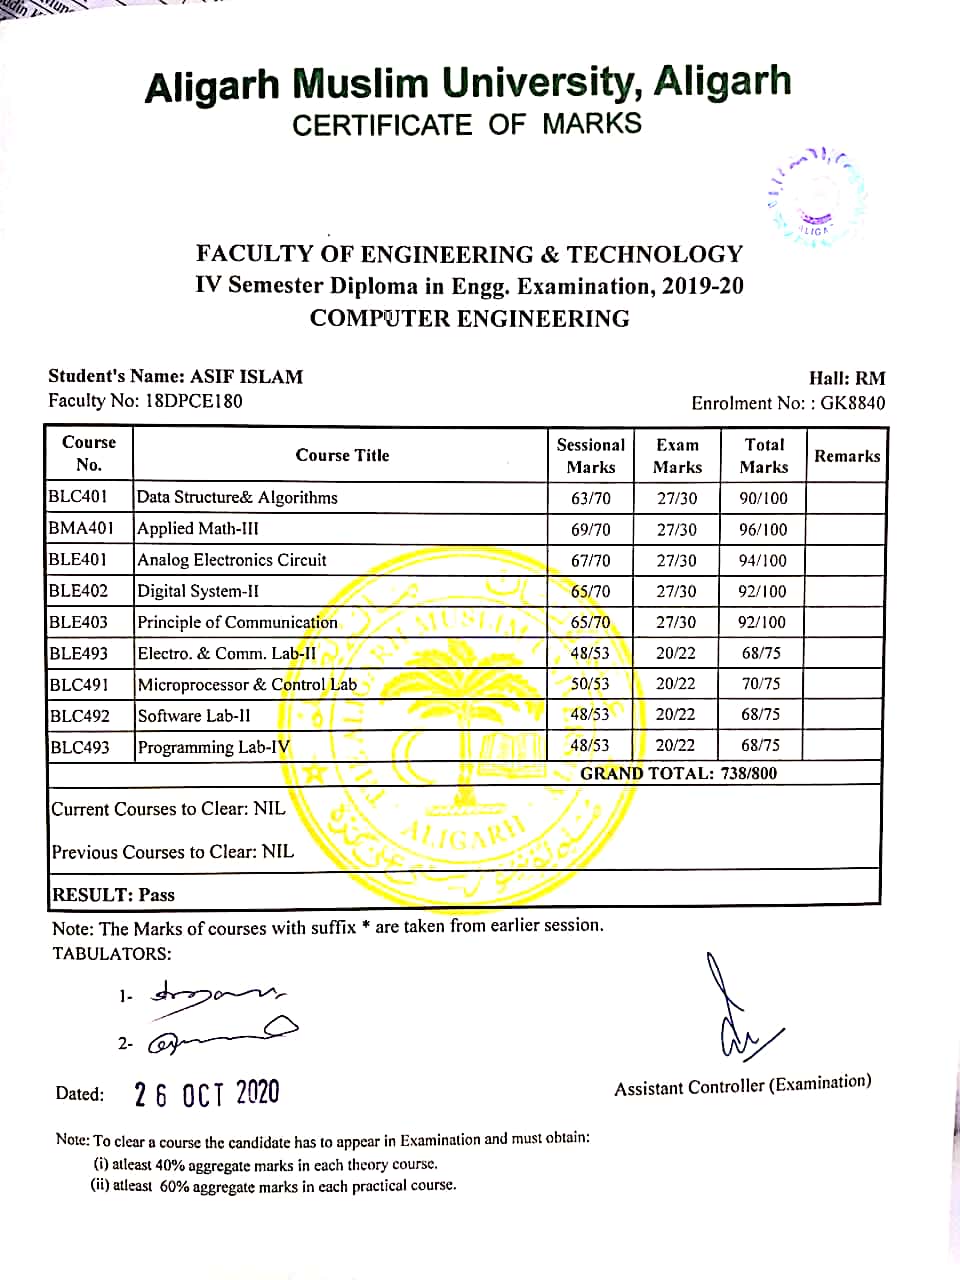 Aligarh Muslim University, Aligarh
CERTIFICATE OF MARKS
FACULTY OF ENGINEERING & TECHNOLOGY
IV Semester Diploma in Engg. Examination, 2019-20
COMPUTER ENGINEERING
Student's Name: ASIF ISLAM Hall: RM
Faculty No: 18DPCE180 Enrolment No: : GK8840
Course No. Course Title Sessional Marks Exam Marks Total Marks Remarks
BLC401 Data Structure& Algorithms 63/70 27/30 90/100
BMA401 Applied Math-III 69/70 27/30 96/100
BLE401 Analog Electronics Circuit 67/70 27/30 94/100
BLE402 Digital System-II 65/70 27/30 92/100
BLE403 Principle of Communication 65/70 27/30 92/100
BLE493 Electro. & Comm. Lab-II 48/53 20/22 68/75
BLC491 Microprocessor & Control Lab 50/53 20/22 70/75
BLC492 Software Lab-II 48/53 20/22 68/75
BLC493 Programming Lab-IV 48/53 20/22 68/75
GRAND TOTAL: 738/800
Current Courses to Clear: NIL
Previous Courses to Clear: NIL
RESULT: Pass
THE ALIGARH MUSLIM UNIVERSITY
ALIGARH
Note: The Marks of courses with suffix * are taken from earlier session.
TABULATORS:
1-
2-
Dated: 26 OCT 2020
Assistant Controller (Examination)
Note: To clear a course the candidate has to appear in Examination and must obtain:
(i) atleast 40% aggregate marks in each theory course.
(ii) atleast 60% aggregate marks in each practical course.